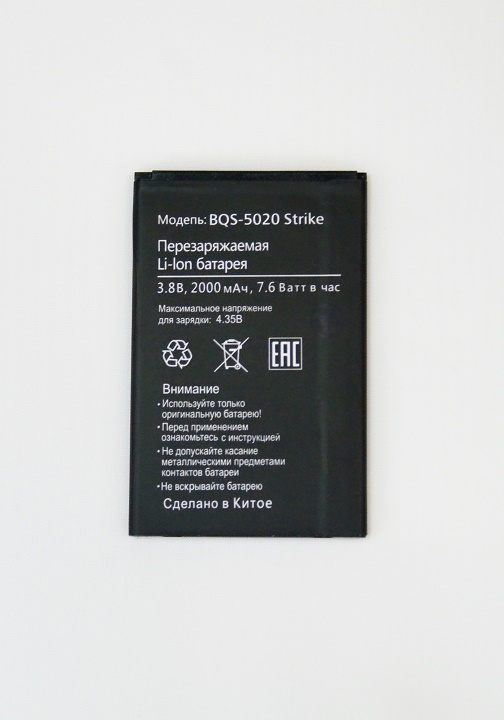 Модель: BQS-5020 Strike
Перезаряжаемая
Li-Ion батарея
3.8В, 2000 мАч, 7.6 Ватт в час
Максимальное напряжение
для зарядки: 4.35В
EAC
Внимание
• Используйте только
оригинальную батарею!
• Перед применением
ознакомьтесь с инструкцией
• Не допускайте касание
металлическими предметами
контактов батареи
• Не вскрывайте батарею
Сделано в Китое